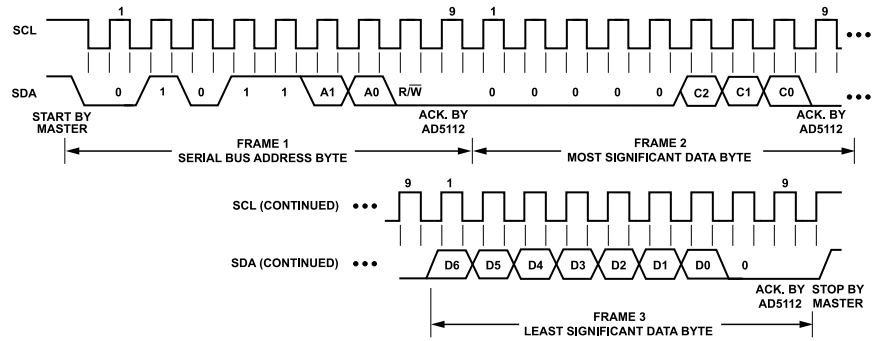 1 9 1 9
SCL •••
SDA 0 1 0 1 1 A1 A0 R/W̅ 0 0 0 0 0 C2 C1 C0 •••
START BY MASTER
ACK. BY AD5112
ACK. BY AD5112
FRAME 1
SERIAL BUS ADDRESS BYTE
FRAME 2
MOST SIGNIFICANT DATA BYTE
9 1 9
SCL (CONTINUED) •••
SDA (CONTINUED) ••• D6 D5 D4 D3 D2 D1 D0 0
ACK. BY AD5112
STOP BY MASTER
FRAME 3
LEAST SIGNIFICANT DATA BYTE